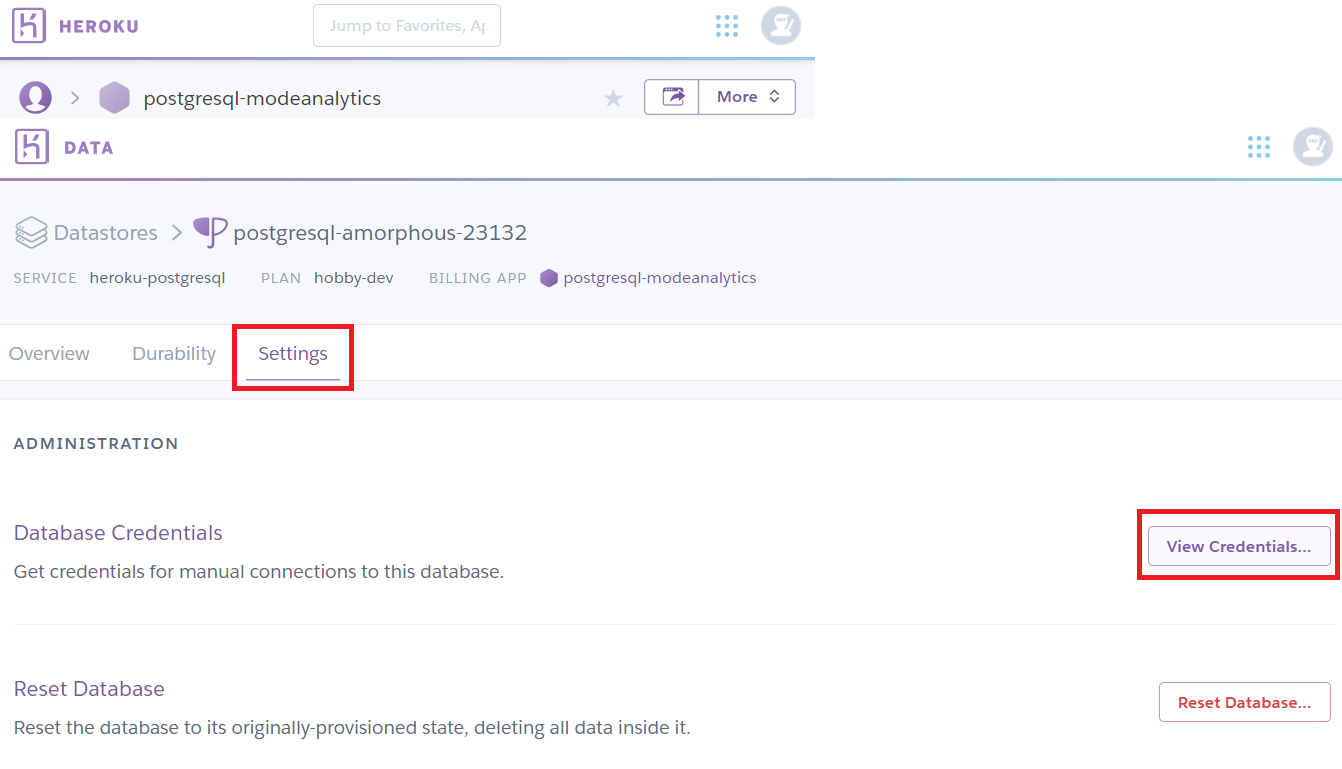 HEROKU
Jump to Favorites, Ap
postgresql-modeanalytics
More
DATA
Datastores > postgresql-amorphous-23132
SERVICE heroku-postgresql PLAN hobby-dev BILLING APP postgresql-modeanalytics
Overview Durability Settings
ADMINISTRATION
Database Credentials
View Credentials...
Get credentials for manual connections to this database.
Reset Database
Reset Database...
Reset the database to its originally-provisioned state, deleting all data inside it.